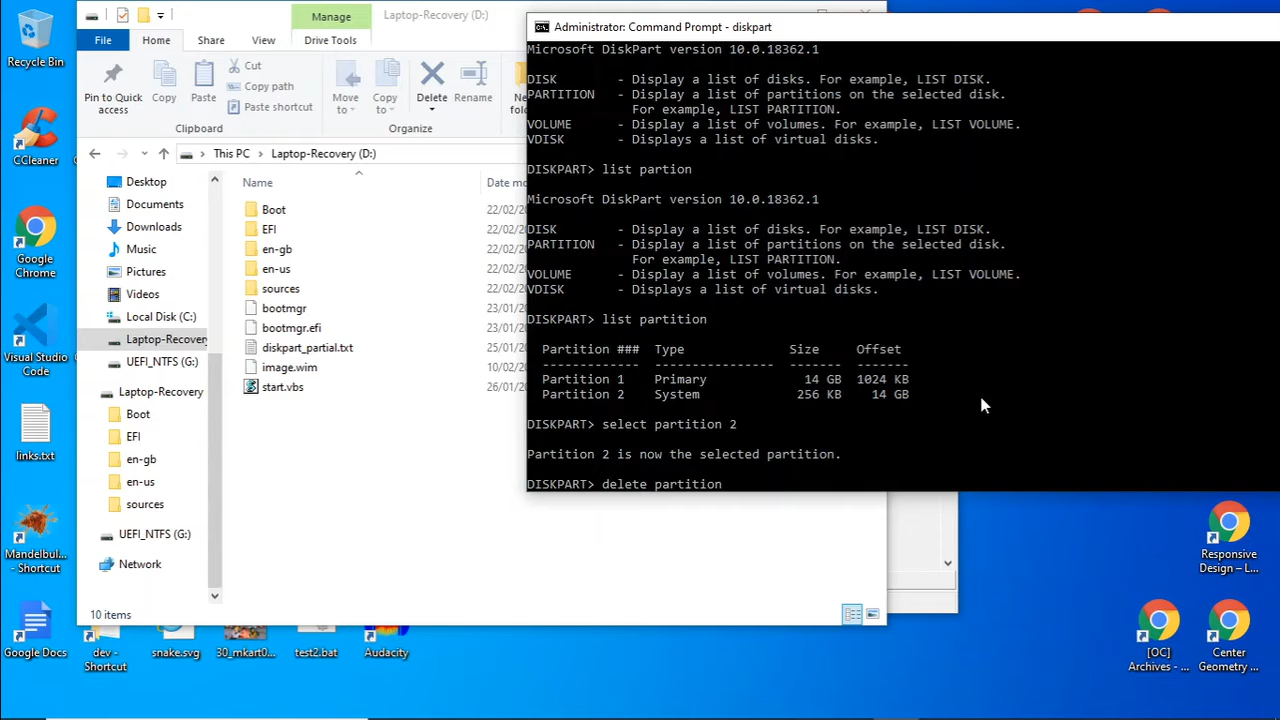 Recycle Bin
CCleaner
Google
Chrome
Visual Studio
Code
links.txt
Mandelbul...
- Shortcut
Google Docs
dev -
Shortcut
snake.svg
30_mkart0...
test2.bat
Audacity
Manage
Laptop-Recovery (D:)
File
Home
Share
View
Drive Tools
Pin to Quick
access
Copy
Paste
Cut
Copy path
Paste shortcut
Clipboard
Move
to
Copy
to
Delete
Rename
Organize
This PC
Laptop-Recovery (D:)
Desktop
Documents
Downloads
Music
Pictures
Videos
Local Disk (C:)
Laptop-Recover
UEFI_NTFS (G:)
Laptop-Recovery
Boot
EFI
en-gb
en-us
sources
UEFI_NTFS (G:)
Network
Name
Date mo
Boot 22/02/2
EFI 22/02/2
en-gb 22/02/2
en-us 22/02/2
sources 22/02/2
bootmgr 23/01/2
bootmgr.efi 23/01/2
diskpart_partial.txt 25/01/2
image.wim 10/02/2
start.vbs 26/01/2
10 items
Administrator: Command Prompt - diskpart
Microsoft DiskPart version 10.0.18362.1
DISK - Display a list of disks. For example, LIST DISK.
PARTITION - Display a list of partitions on the selected disk.
For example, LIST PARTITION.
VOLUME - Display a list of volumes. For example, LIST VOLUME.
VDISK - Displays a list of virtual disks.
DISKPART> list partion
Microsoft DiskPart version 10.0.18362.1
DISK - Display a list of disks. For example, LIST DISK.
PARTITION - Display a list of partitions on the selected disk.
For example, LIST PARTITION.
VOLUME - Display a list of volumes. For example, LIST VOLUME.
VDISK - Displays a list of virtual disks.
DISKPART> list partition
Partition ### Type Size Offset
------------- ---------------- ------- -------
Partition 1 Primary 14 GB 1024 KB
Partition 2 System 256 KB 14 GB
DISKPART> select partition 2
Partition 2 is now the selected partition.
DISKPART> delete partition
Responsive
Design – L...
[OC]
Archives - ...
Center
Geometry ...